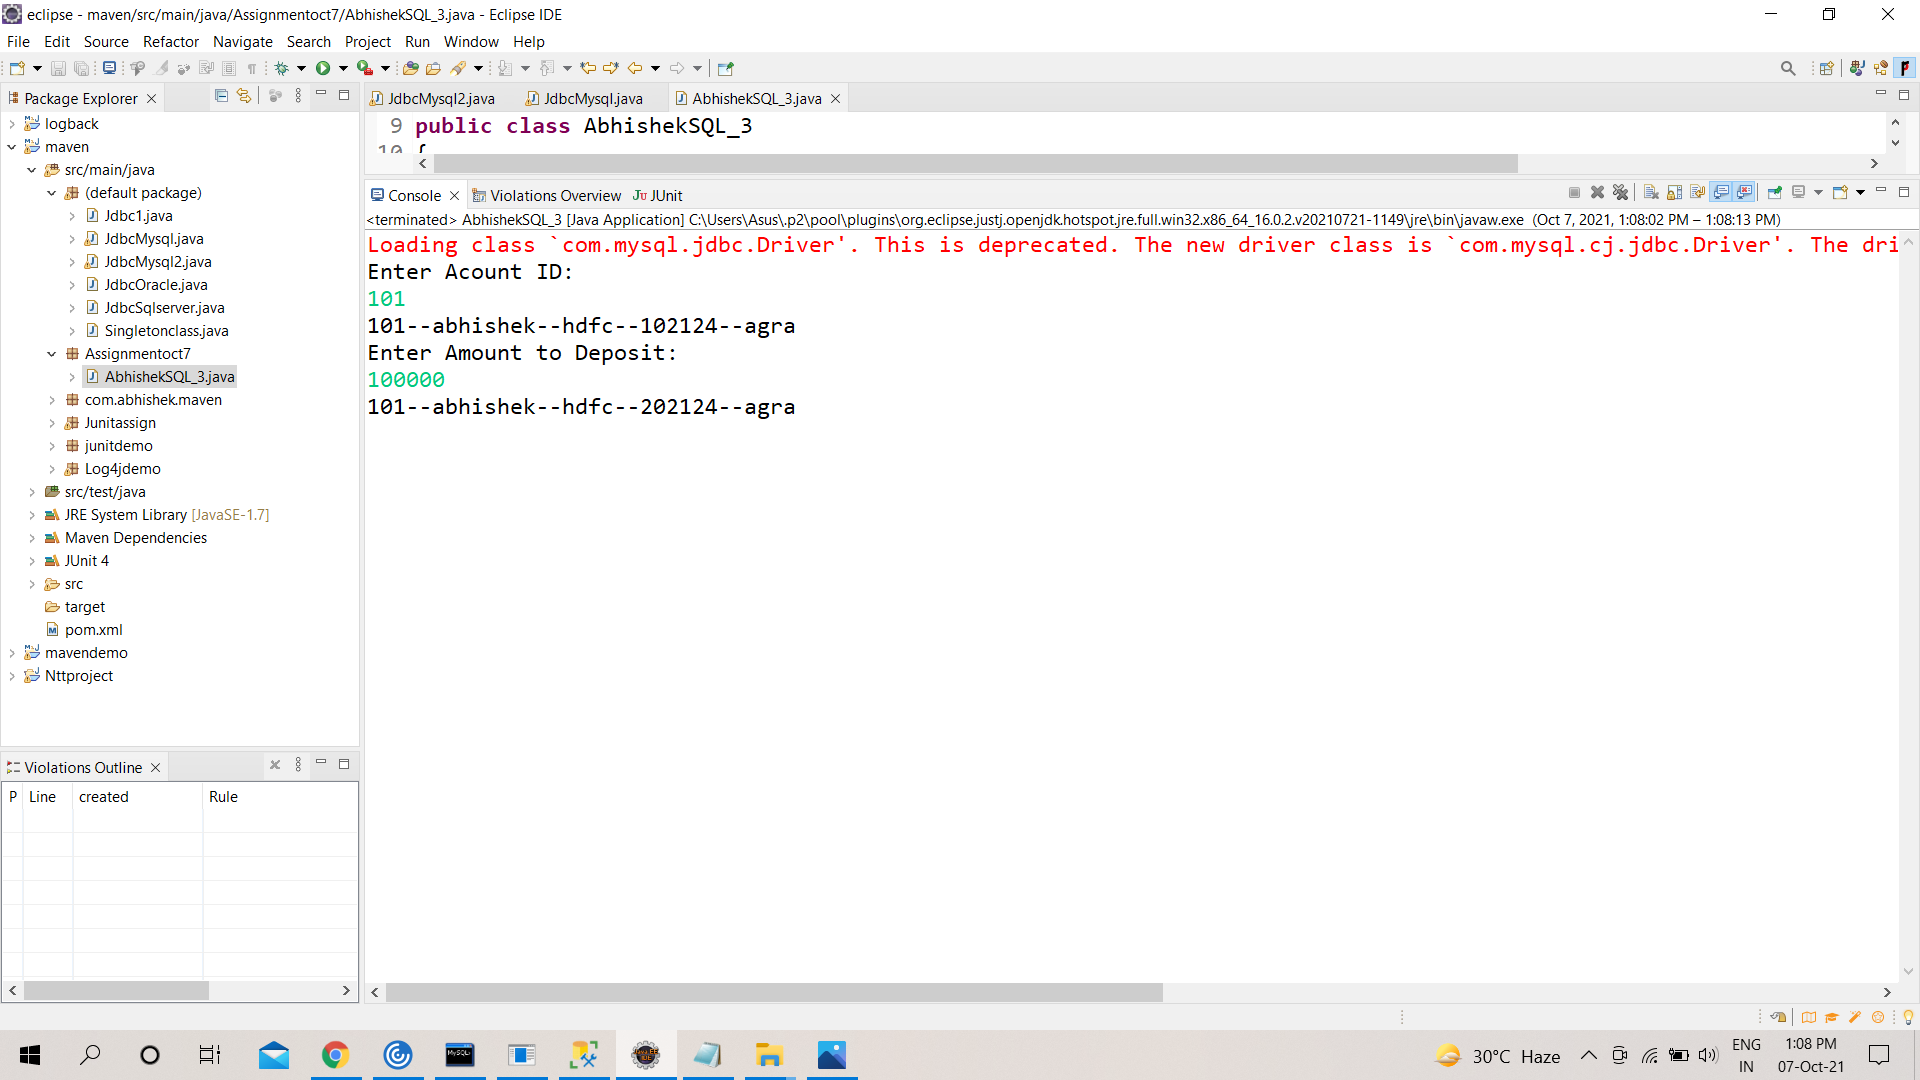 eclipse - maven/src/main/java/Assignmentoct7/AbhishekSQL_3.java - Eclipse IDE
File Edit Source Refactor Navigate Search Project Run Window Help
Package Explorer
logback
maven
src/main/java
(default package)
Jdbc1.java
JdbcMysql.java
JdbcMysql2.java
JdbcOracle.java
JdbcSqlserver.java
Singletonclass.java
Assignmentoct7
AbhishekSQL_3.java
com.abhishek.maven
Junitassign
junitdemo
Log4jdemo
src/test/java
JRE System Library [JavaSE-1.7]
Maven Dependencies
JUnit 4
src
target
pom.xml
mavendemo
Nttproject
Violations Outline
P Line created Rule
JdbcMysql2.java JdbcMysql.java AbhishekSQL_3.java
9 public class AbhishekSQL_3
10 {
Console Violations Overview JUnit
<terminated> AbhishekSQL_3 [Java Application] C:\Users\Asus\.p2\pool\plugins\org.eclipse.justj.openjdk.hotspot.jre.full.win32.x86_64_16.0.2.v20210721-1149\jre\bin\javaw.exe (Oct 7, 2021, 1:08:02 PM – 1:08:13 PM)
Loading class `com.mysql.jdbc.Driver'. This is deprecated. The new driver class is `com.mysql.cj.jdbc.Driver'. The dri
Enter Acount ID:
101
101--abhishek--hdfc--102124--agra
Enter Amount to Deposit:
100000
101--abhishek--hdfc--202124--agra
30°C Haze
ENG
IN
1:08 PM
07-Oct-21